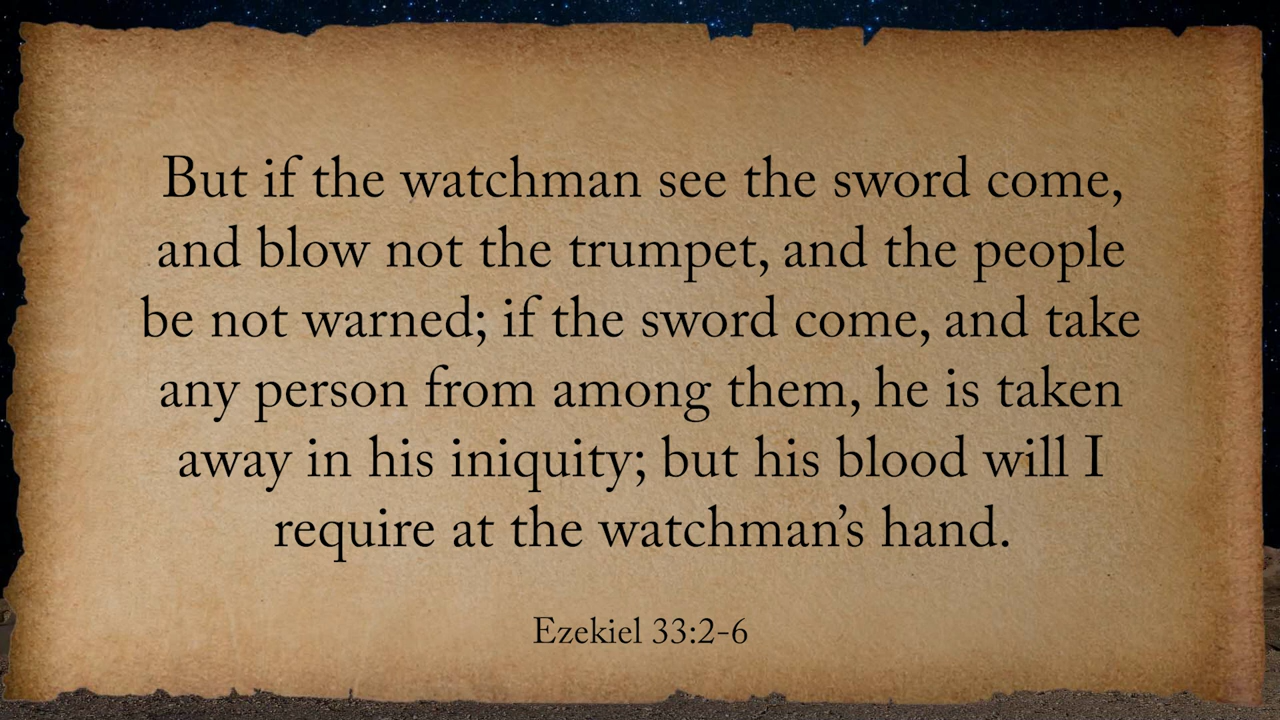 But if the watchman see the sword come,
and blow not the trumpet, and the people
be not warned; if the sword come, and take
any person from among them, he is taken
away in his iniquity; but his blood will I
require at the watchman’s hand.
Ezekiel 33:2-6